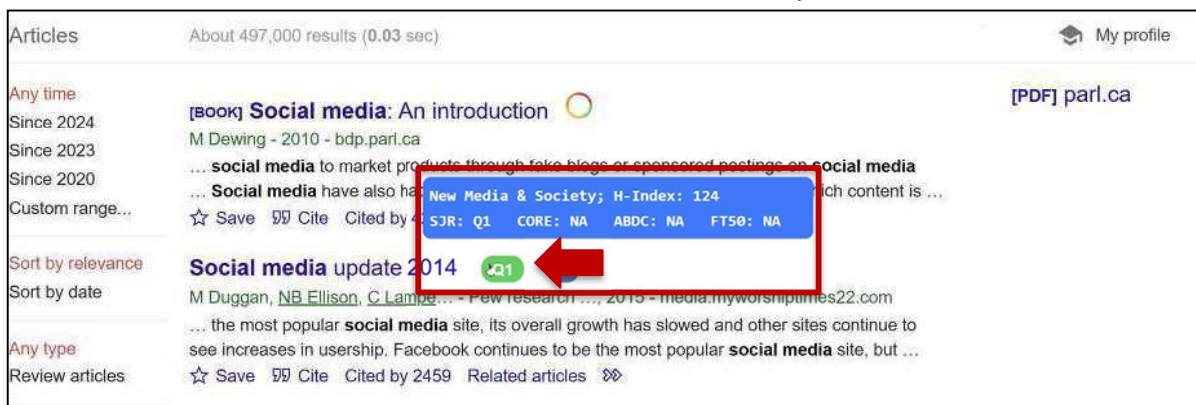 Articles
About 497,000 results (0.03 sec)
My profile
Any time
Since 2024
Since 2023
Since 2020
Custom range...
Sort by relevance
Sort by date
Any type
Review articles
[BOOK] Social media: An introduction
[PDF] parl.ca
M Dewing - 2010 - bdp.parl.ca
… social media to market products through fake blogs or sponsored postings on social media
… Social media have also ha
ich content is …
Save Cite Cited by 4
New Media & Society; H-Index: 124
SJR: Q1 CORE: NA ABDC: NA FT50: NA
Social media update 2014 Q1
M Duggan, NB Ellison, C Lampe… - Pew research …, 2015 - media.myworshiptimes22.com
… the most popular social media site, its overall growth has slowed and other sites continue to
see increases in usership. Facebook continues to be the most popular social media site, but …
Save Cite Cited by 2459 Related articles